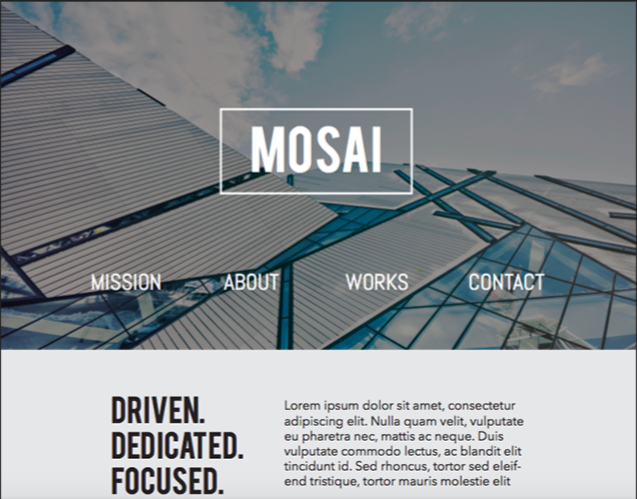 MOSAI
MISSION ABOUT WORKS CONTACT
DRIVEN.
DEDICATED.
FOCUSED.
Lorem ipsum dolor sit amet, consectetur
adipiscing elit. Nulla quam velit, vulputate
eu pharetra nec, mattis ac neque. Duis
vulputate commodo lectus, ac blandit elit
tincidunt id. Sed rhoncus, tortor sed eleif-
end tristique, tortor mauris molestie elit